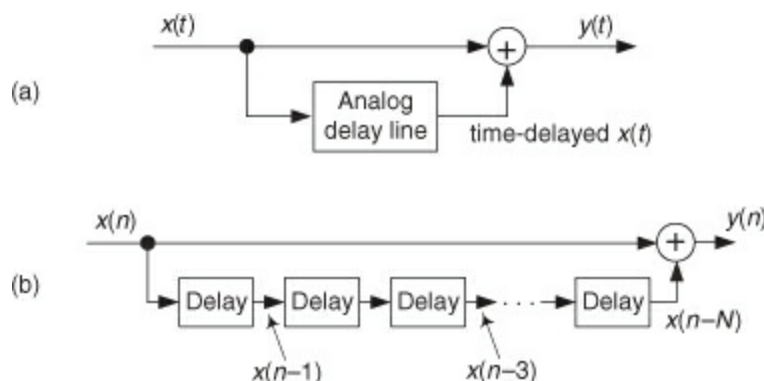 x(t) y(t)
(a)
Analog
delay line
time-delayed x(t)
x(n) y(n)
(b)
Delay Delay Delay . . . Delay
x(n–N)
x(n–1) x(n–3)